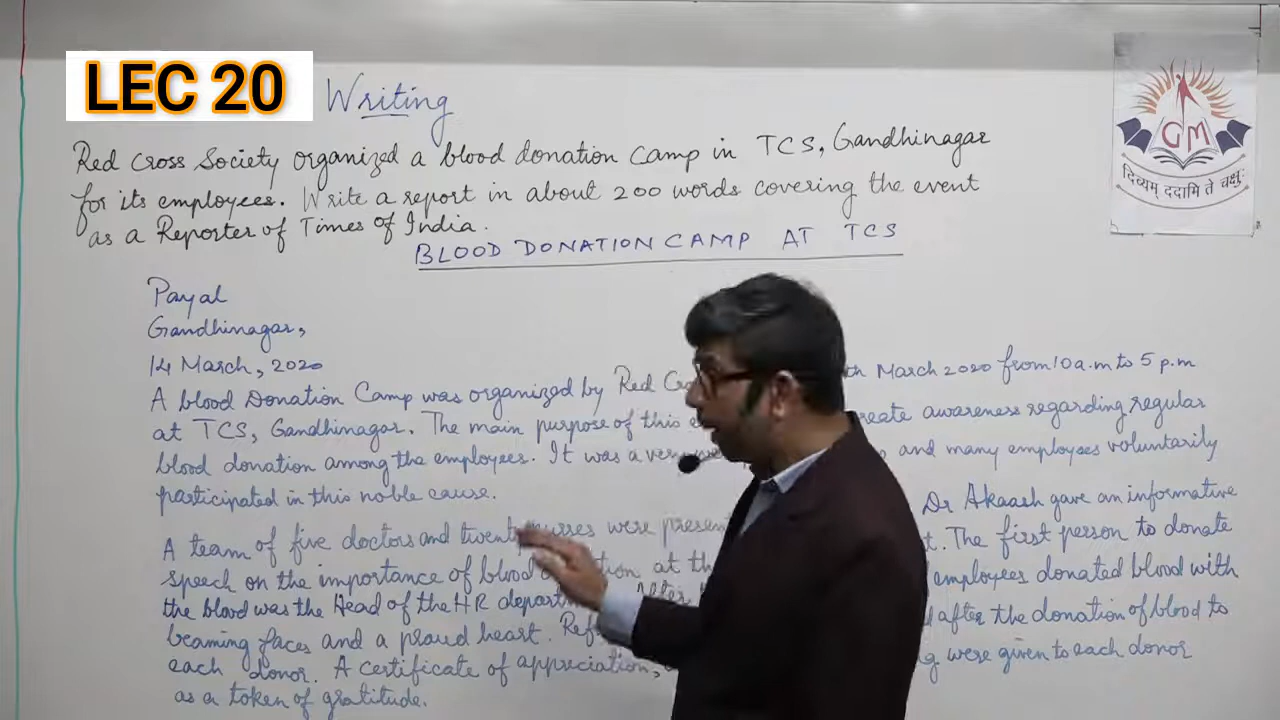 LEC 20
Writing
Red Cross Society organized a blood donation camp in TCS, Gandhinagar
for its employees. Write a report in about 200 words covering the event
as a Reporter of Times of India.
BLOOD DONATION CAMP AT TCS
GM
दिव्यम् ददामि ते चक्षुः
Payal
Gandhinagar,
14 March, 2020
A blood Donation Camp was organized by Red March 2020 from 10 a.m to 5 p.m
at TCS, Gandhinagar. The main purpose of this awareness regarding regular
blood donation among the employees. It was a and many employees voluntarily
participated in this noble cause.
A team of five doctors and twenty nurses were present Dr Akaash gave an informative
speech on the importance of blood at The first person to donate
the blood was the Head of the HR employees donated blood with
beaming faces and a proud heart. after the donation of blood to
each donor. A certificate of appreciation, were given to each donor
as a token of gratitude.